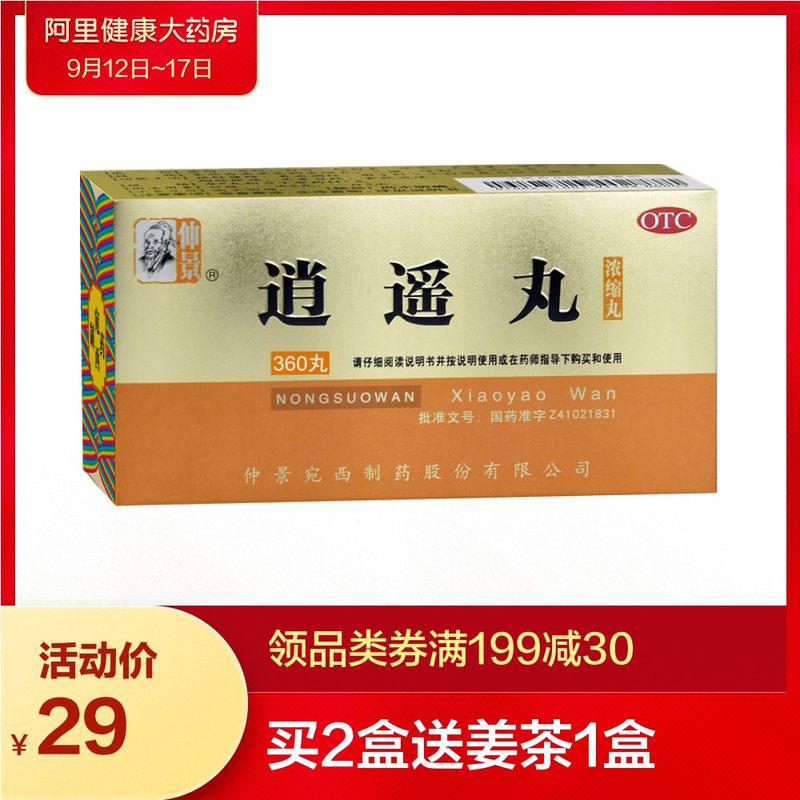 阿里健康大药房
9月12日~17日
仲景
®
OTC
逍遥丸
浓缩丸
360丸
请仔细阅读说明书并按说明使用或在药师指导下购买和使用
NONGSUOWAN
Xiaoyao Wan
批准文号：国药准字Z41021831
仲景宛西制药股份有限公司
活动价
¥29
领品类券满199减30
买2盒送姜茶1盒